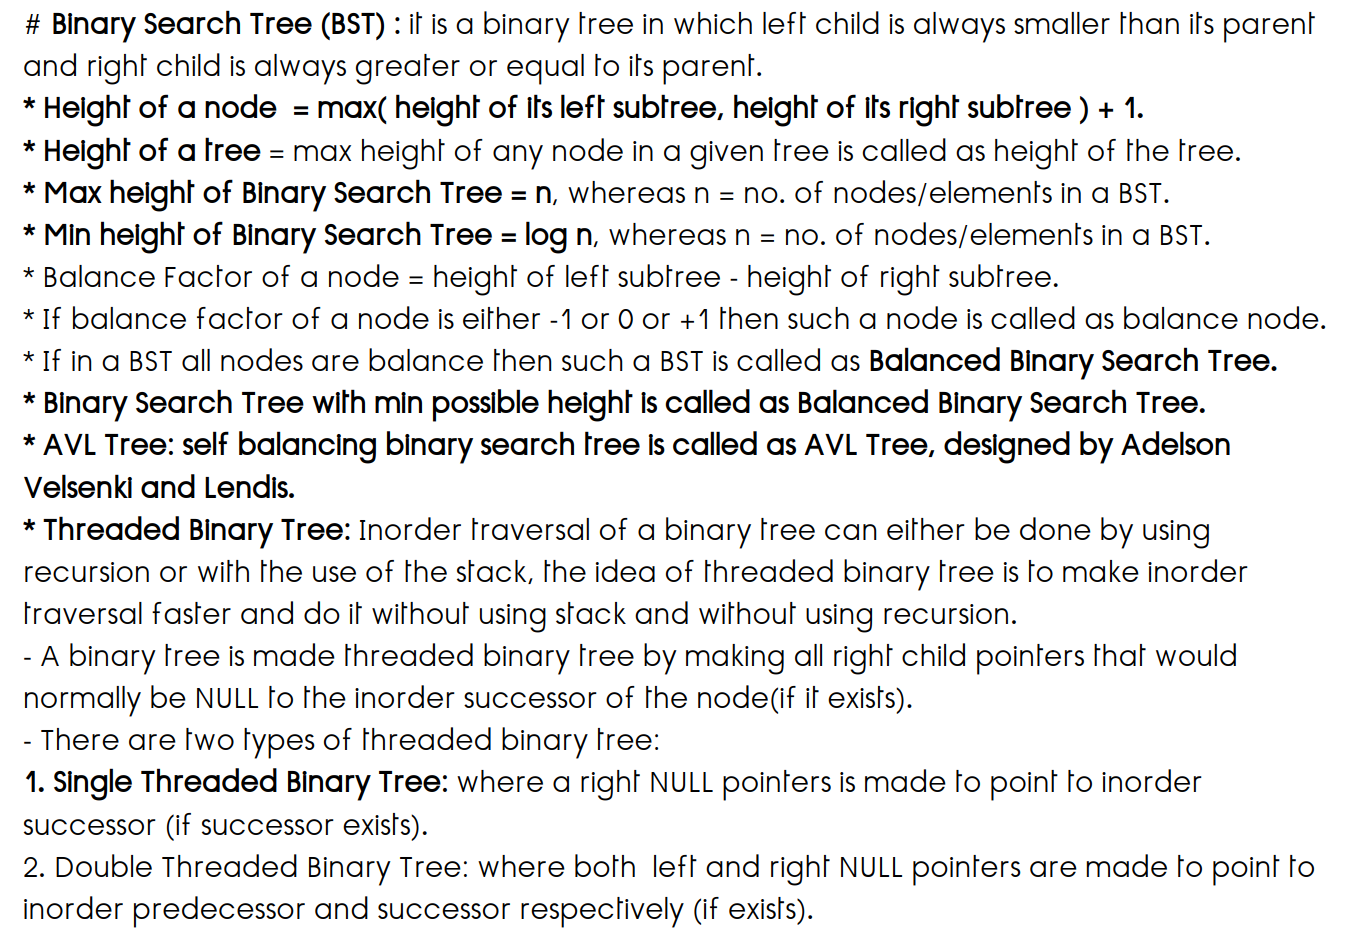 # Binary Search Tree (BST) : it is a binary tree in which left child is always smaller than its parent
and right child is always greater or equal to its parent.
* Height of a node = max( height of its left subtree, height of its right subtree ) + 1.
* Height of a tree = max height of any node in a given tree is called as height of the tree.
* Max height of Binary Search Tree = n, whereas n = no. of nodes/elements in a BST.
* Min height of Binary Search Tree = log n, whereas n = no. of nodes/elements in a BST.
* Balance Factor of a node = height of left subtree - height of right subtree.
* If balance factor of a node is either -1 or 0 or +1 then such a node is called as balance node.
* If in a BST all nodes are balance then such a BST is called as Balanced Binary Search Tree.
* Binary Search Tree with min possible height is called as Balanced Binary Search Tree.
* AVL Tree: self balancing binary search tree is called as AVL Tree, designed by Adelson
Velsenki and Lendis.
* Threaded Binary Tree: Inorder traversal of a binary tree can either be done by using
recursion or with the use of the stack, the idea of threaded binary tree is to make inorder
traversal faster and do it without using stack and without using recursion.
- A binary tree is made threaded binary tree by making all right child pointers that would
normally be NULL to the inorder successor of the node(if it exists).
- There are two types of threaded binary tree:
1. Single Threaded Binary Tree: where a right NULL pointers is made to point to inorder
successor (if successor exists).
2. Double Threaded Binary Tree: where both left and right NULL pointers are made to point to
inorder predecessor and successor respectively (if exists).